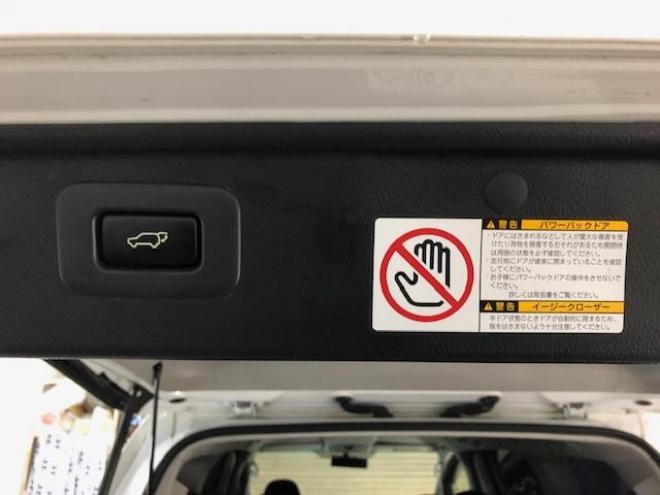 ⚠警告 パワーバックドア
・ドアにはさまれるなどして人が重大な傷害を受
けたり荷物を損傷するおそれがあるため開閉時
は周囲の状態を必ず確認してください。
・走行前にドアが確実に閉まっていることを確認
してください。
・お子様にパワーバックドアの操作をさせないで
ください。
詳しくは取扱書をご覧ください。
⚠警告 イージークローザー
半ドア状態のときドアが自動的に閉まるため、
指をはさまないよう十分注意してください。